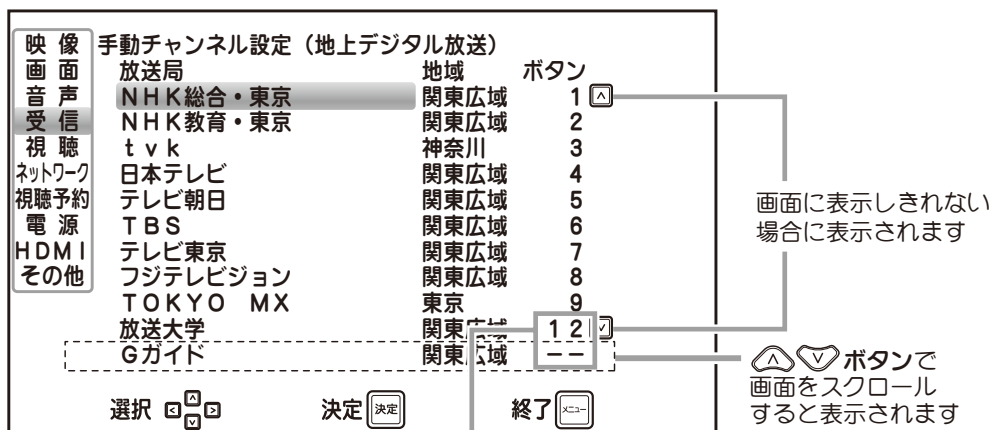 手動チャンネル設定（地上デジタル放送）
映 像
画 面
音 声
受 信
視 聴
ネットワーク
視聴予約
電 源
ＨＤＭＩ
その他
放送局 地域 ボタン
ＮＨＫ総合・東京 関東広域 1
ＮＨＫ教育・東京 関東広域 2
ｔｖｋ 神奈川 3
日本テレビ 関東広域 4
テレビ朝日 関東広域 5
ＴＢＳ 関東広域 6
テレビ東京 関東広域 7
フジテレビジョン 関東広域 8
ＴＯＫＹＯ　ＭＸ 東京 9
放送大学 関東広域 1 2
Ｇガイド 関東広域 －－
選択 決定 決定 終了 メニュー
画面に表示しきれない
場合に表示されます
ボタンで
画面をスクロール
すると表示されます